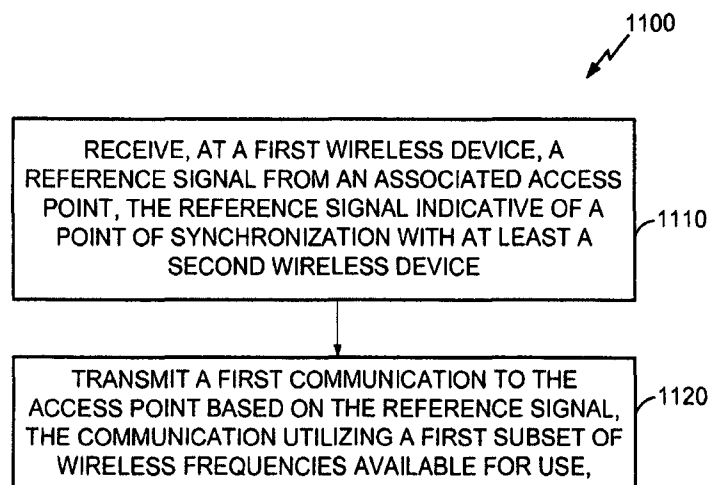 1100
RECEIVE, AT A FIRST WIRELESS DEVICE, A
REFERENCE SIGNAL FROM AN ASSOCIATED ACCESS
POINT, THE REFERENCE SIGNAL INDICATIVE OF A
POINT OF SYNCHRONIZATION WITH AT LEAST A
SECOND WIRELESS DEVICE
1110
TRANSMIT A FIRST COMMUNICATION TO THE
ACCESS POINT BASED ON THE REFERENCE SIGNAL,
THE COMMUNICATION UTILIZING A FIRST SUBSET OF
WIRELESS FREQUENCIES AVAILABLE FOR USE,
1120